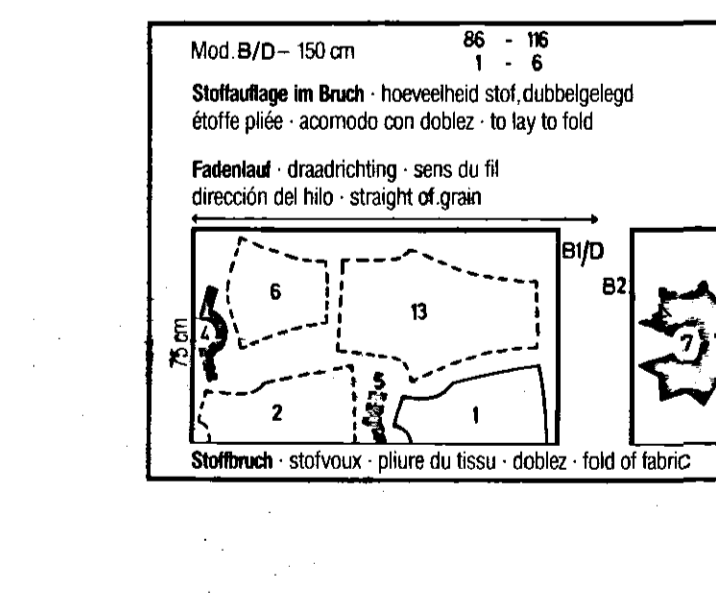 Mod. B/D – 150 cm
86 - 116
1 - 6
Stoffauflage im Bruch · hoeveelheid stof, dubbelgelegd
étoffe pliée · acomodo con doblez · to lay to fold
Fadenlauf · draadrichting · sens du fil
dirección del hilo · straight of.grain
B1/D
B2
6
13
4
7
75 cm
5
2
1
Stoffbruch · stofvoux · pliure du tissu · doblez · fold of fabric